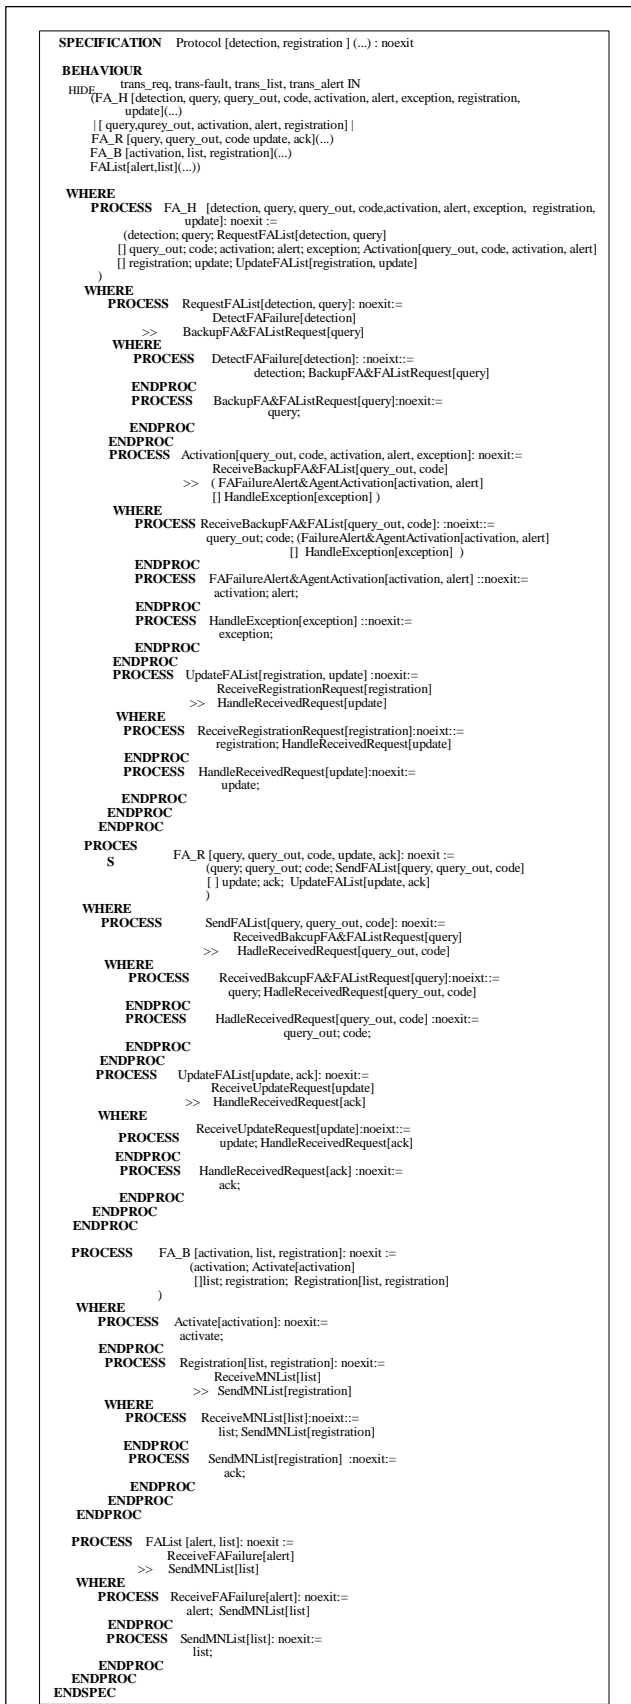 SPECIFICATION Protocol [detection, registration ] (...) : noexit
BEHAVIOUR
HIDE trans_req, trans-fault, trans_list, trans_alert IN
(FA_H [detection, query, query_out, code, activation, alert, exception, registration,
update](...)
| [ query,qurey_out, activation, alert, registration] |
FA_R [query, query_out, code update, ack](...)
FA_B [activation, list, registration](...)
FAList[alert,list](...))
WHERE
PROCESS FA_H [detection, query, query_out, code,activation, alert, exception, registration,
update]: noexit :=
(detection; query; RequestFAList[detection, query]
[] query_out; code; activation; alert; exception; Activation[query_out, code, activation, alert]
[] registration; update; UpdateFAList[registration, update]
)
WHERE
PROCESS RequestFAList[detection, query]: noexit:=
DetectFAFailure[detection]
>> BackupFA&FAListRequest[query]
WHERE
PROCESS DetectFAFailure[detection]: :noeixt::=
detection; BackupFA&FAListRequest[query]
ENDPROC
PROCESS BackupFA&FAListRequest[query]:noexit:=
query;
ENDPROC
ENDPROC
PROCESS Activation[query_out, code, activation, alert, exception]: noexit:=
ReceiveBackupFA&FAList[query_out, code]
>> ( FAFailureAlert&AgentActivation[activation, alert]
[] HandleException[exception] )
WHERE
PROCESS ReceiveBackupFA&FAList[query_out, code]: :noeixt::=
query_out; code; (FailureAlert&AgentActivation[activation, alert]
[] HandleException[exception] )
ENDPROC
PROCESS FAFailureAlert&AgentActivation[activation, alert] ::noexit:=
activation; alert;
ENDPROC
PROCESS HandleException[exception] ::noexit:=
exception;
ENDPROC
ENDPROC
PROCESS UpdateFAList[registration, update] :noexit:=
ReceiveRegistrationRequest[registration]
>> HandleReceivedRequest[update]
WHERE
PROCESS ReceiveRegistrationRequest[registration]:noeixt::=
registration; HandleReceivedRequest[update]
ENDPROC
PROCESS HandleReceivedRequest[update]:noexit:=
update;
ENDPROC
ENDPROC
ENDPROC
PROCES
S FA_R [query, query_out, code, update, ack]: noexit :=
(query; query_out; code; SendFAList[query, query_out, code]
[ ] update; ack; UpdateFAList[update, ack]
)
WHERE
PROCESS SendFAList[query, query_out, code]: noexit:=
ReceivedBakcupFA&FAListRequest[query]
>> HadleReceivedRequest[query_out, code]
WHERE
PROCESS ReceivedBakcupFA&FAListRequest[query]:noeixt::=
query; HadleReceivedRequest[query_out, code]
ENDPROC
PROCESS HadleReceivedRequest[query_out, code] :noexit:=
query_out; code;
ENDPROC
ENDPROC
PROCESS UpdateFAList[update, ack]: noexit:=
ReceiveUpdateRequest[update]
>> HandleReceivedRequest[ack]
WHERE
PROCESS ReceiveUpdateRequest[update]:noeixt::=
update; HandleReceivedRequest[ack]
ENDPROC
PROCESS HandleReceivedRequest[ack] :noexit:=
ack;
ENDPROC
ENDPROC
ENDPROC
PROCESS FA_B [activation, list, registration]: noexit :=
(activation; Activate[activation]
[]list; registration; Registration[list, registration]
)
WHERE
PROCESS Activate[activation]: noexit:=
activate;
ENDPROC
PROCESS Registration[list, registration]: noexit:=
ReceiveMNList[list]
>> SendMNList[registration]
WHERE
PROCESS ReceiveMNList[list]:noeixt::=
list; SendMNList[registration]
ENDPROC
PROCESS SendMNList[registration] :noexit:=
ack;
ENDPROC
ENDPROC
ENDPROC
PROCESS FAList [alert, list]: noexit :=
ReceiveFAFailure[alert]
>> SendMNList[list]
WHERE
PROCESS ReceiveFAFailure[alert]: noexit:=
alert; SendMNList[list]
ENDPROC
PROCESS SendMNList[list]: noexit:=
list;
ENDPROC
ENDPROC
ENDSPEC